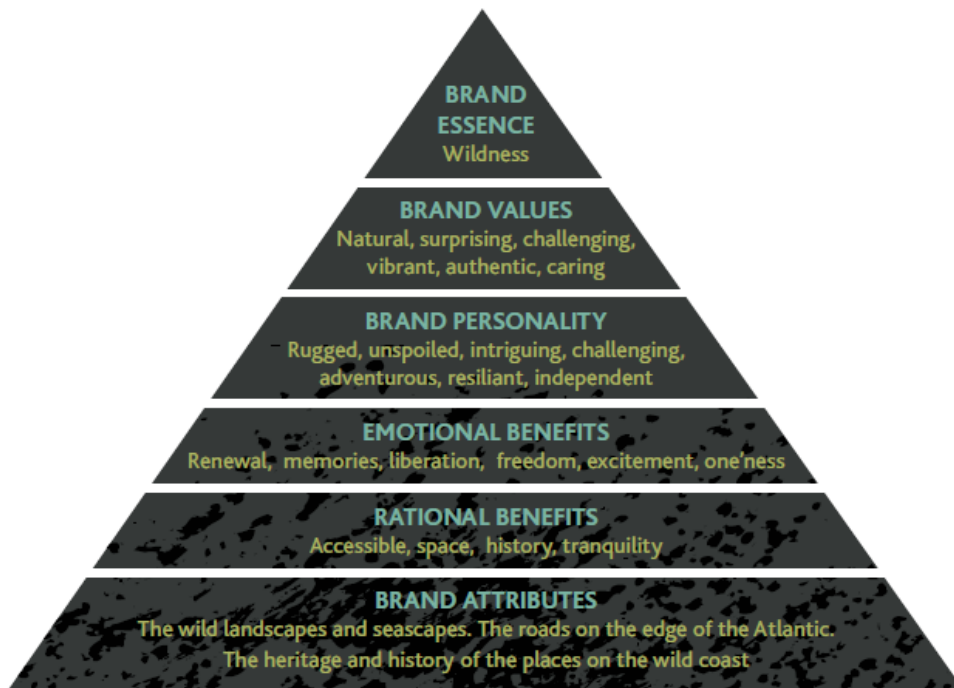 BRAND
ESSENCE
Wildness
BRAND VALUES
Natural, surprising, challenging,
vibrant, authentic, caring
BRAND PERSONALITY
Rugged, unspoiled, intriguing, challenging,
adventurous, resiliant, independent
EMOTIONAL BENEFITS
Renewal, memories, liberation, freedom, excitement, one'ness
RATIONAL BENEFITS
Accessible, space, history, tranquility
BRAND ATTRIBUTES
The wild landscapes and seascapes. The roads on the edge of the Atlantic.
The heritage and history of the places on the wild coast